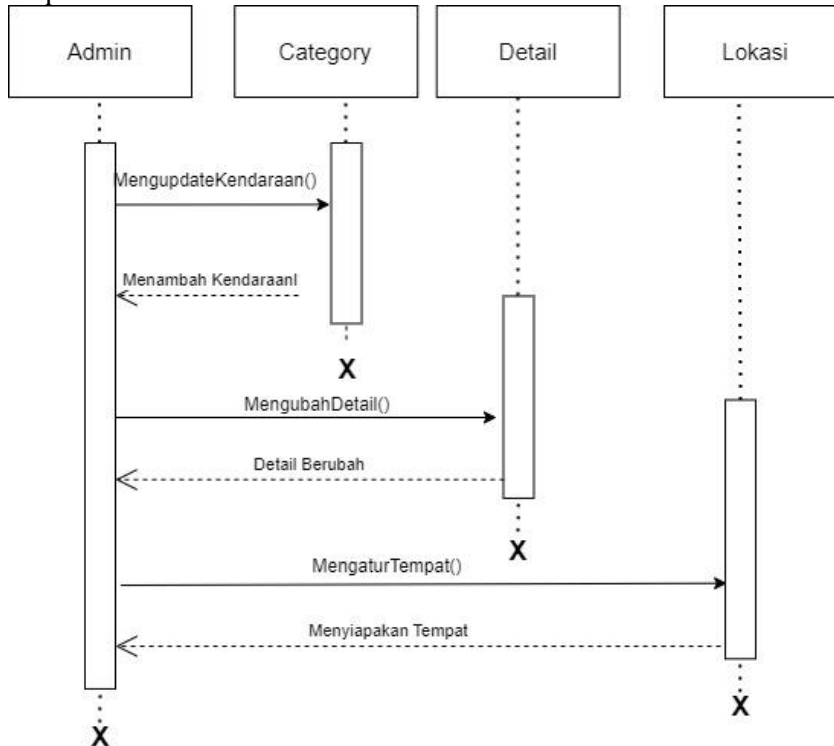 Admin
Category
Detail
Lokasi
MengupdateKendaraan()
Menambah KendaraanI
X
MengubahDetail()
Detail Berubah
X
MengaturTempat()
Menyiapakan Tempat
X
X